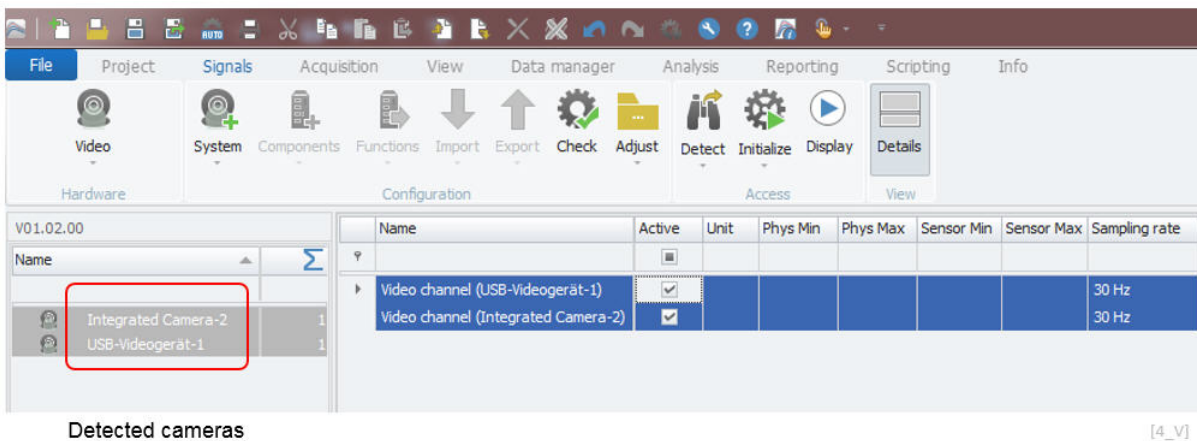 AUTO
File Project Signals Acquisition View Data manager Analysis Reporting Scripting Info
Video System Components Functions Import Export Check Adjust Detect Initialize Display Details
Hardware Configuration Access View
V01.02.00
Name Active Unit Phys Min Phys Max Sensor Min Sensor Max Sampling rate
Name
Video channel (USB-Videogerät-1) 30 Hz
Integrated Camera-2 1
Video channel (Integrated Camera-2) 30 Hz
USB-Videogerät-1 1
Detected cameras
[4_V]